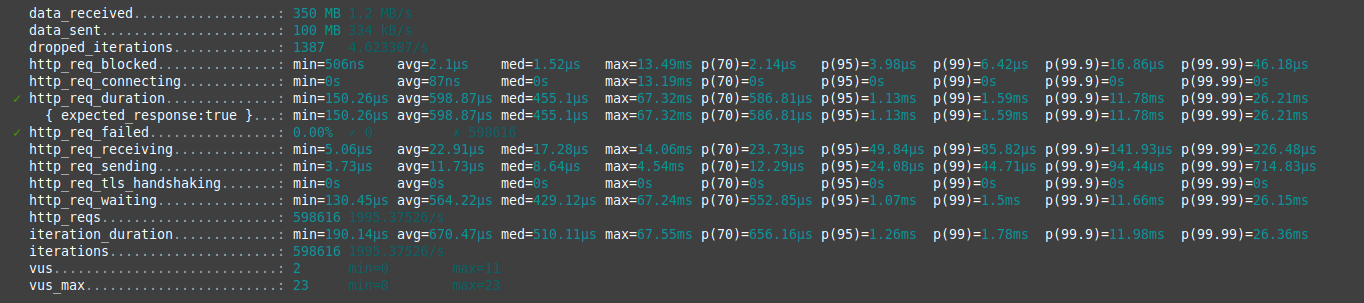 data_received..................: 350 MB 1.2 MB/s
data_sent......................: 100 MB 334 kB/s
dropped_iterations.............: 1387 4.623307/s
http_req_blocked...............: min=506ns avg=2.1µs med=1.52µs max=13.49ms p(70)=2.14µs p(95)=3.98µs p(99)=6.42µs p(99.9)=16.86µs p(99.99)=46.18µs
http_req_connecting............: min=0s avg=87ns med=0s max=13.19ms p(70)=0s p(95)=0s p(99)=0s p(99.9)=0s p(99.99)=0s
✓ http_req_duration..............: min=150.26µs avg=598.87µs med=455.1µs max=67.32ms p(70)=586.81µs p(95)=1.13ms p(99)=1.59ms p(99.9)=11.78ms p(99.99)=26.21ms
{ expected_response:true }...: min=150.26µs avg=598.87µs med=455.1µs max=67.32ms p(70)=586.81µs p(95)=1.13ms p(99)=1.59ms p(99.9)=11.78ms p(99.99)=26.21ms
✓ http_req_failed................: 0.00% ✓ 0 ✗ 598616
http_req_receiving.............: min=5.06µs avg=22.91µs med=17.28µs max=14.06ms p(70)=23.73µs p(95)=49.84µs p(99)=85.82µs p(99.9)=141.93µs p(99.99)=226.48µs
http_req_sending...............: min=3.73µs avg=11.73µs med=8.64µs max=4.54ms p(70)=12.29µs p(95)=24.08µs p(99)=44.71µs p(99.9)=94.44µs p(99.99)=714.83µs
http_req_tls_handshaking.......: min=0s avg=0s med=0s max=0s p(70)=0s p(95)=0s p(99)=0s p(99.9)=0s p(99.99)=0s
http_req_waiting...............: min=130.45µs avg=564.22µs med=429.12µs max=67.24ms p(70)=552.85µs p(95)=1.07ms p(99)=1.5ms p(99.9)=11.66ms p(99.99)=26.15ms
http_reqs......................: 598616 1995.37526/s
iteration_duration.............: min=190.14µs avg=670.47µs med=510.11µs max=67.55ms p(70)=656.16µs p(95)=1.26ms p(99)=1.78ms p(99.9)=11.98ms p(99.99)=26.36ms
iterations.....................: 598616 1995.37526/s
vus............................: 2 min=0 max=11
vus_max........................: 23 min=8 max=23